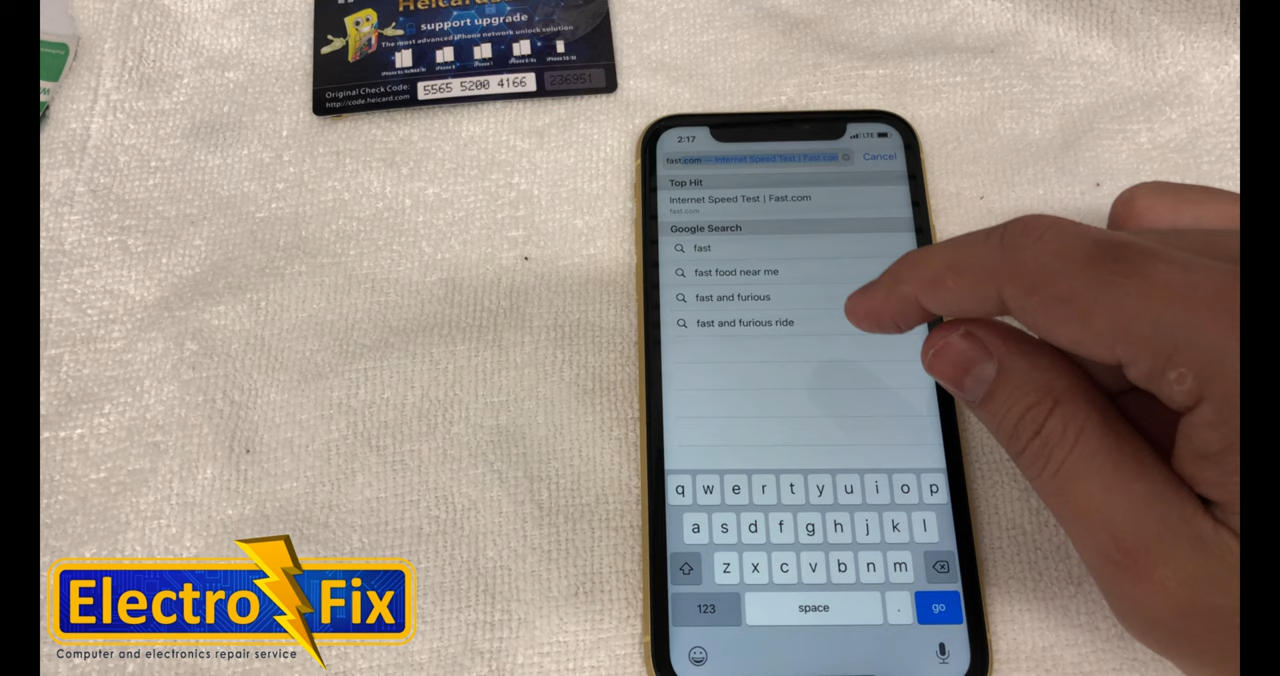 support upgrade
The most advanced iPhone network unlock solution
Original Check Code:
http://code.heicard.com
5565 5200 4166
236951
2:17
LTE
fast.com — Internet Speed Test | Fast.com
Cancel
Top Hit
Internet Speed Test | Fast.com
fast.com
Google Search
fast
fast food near me
fast and furious
fast and furious ride
q w e r t y u i o p
a s d f g h j k l
z x c v b n m
123
space
.
go
Electro Fix
Computer and electronics repair service